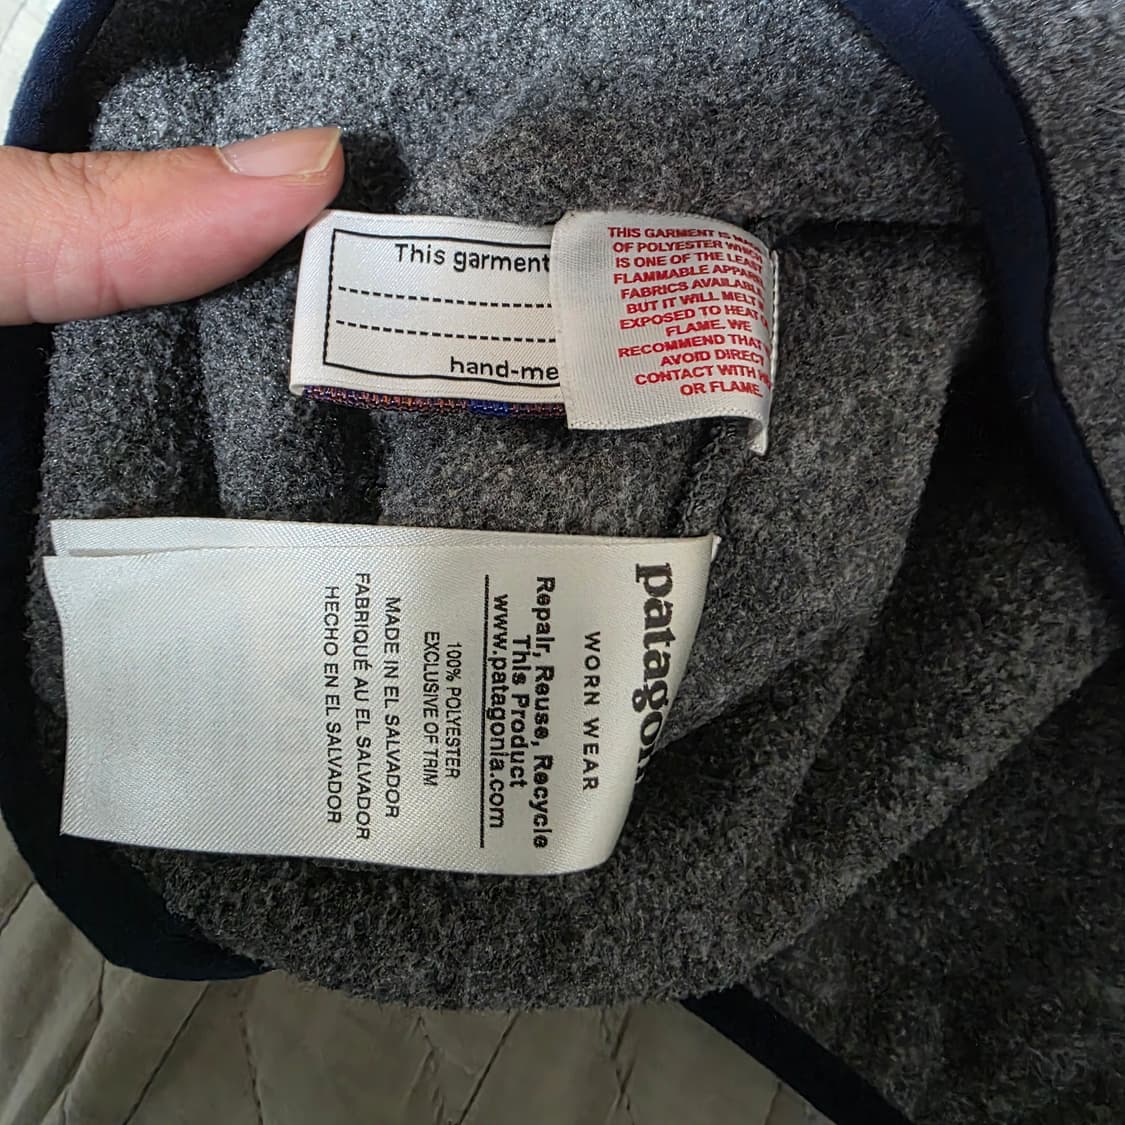 This garment
hand-me
THIS GARMENT IS
OF POLYESTER WHICH
IS ONE OF THE LEAST
FLAMMABLE
FABRICS AVAILABLE
BUT IT WILL MELT
EXPOSED TO HEAT
FLAME. WE
RECOMMEND THAT
AVOID DIRECT
CONTACT WITH
OR FLAME.
WORN WEAR
Repair, Reuse, Recycle
This Product
www.patagonia.com
100% POLYESTER
EXCLUSIVE OF TRIM
MADE IN EL SALVADOR
FABRIQUÉ AU EL SALVADOR
HECHO EN EL SALVADOR